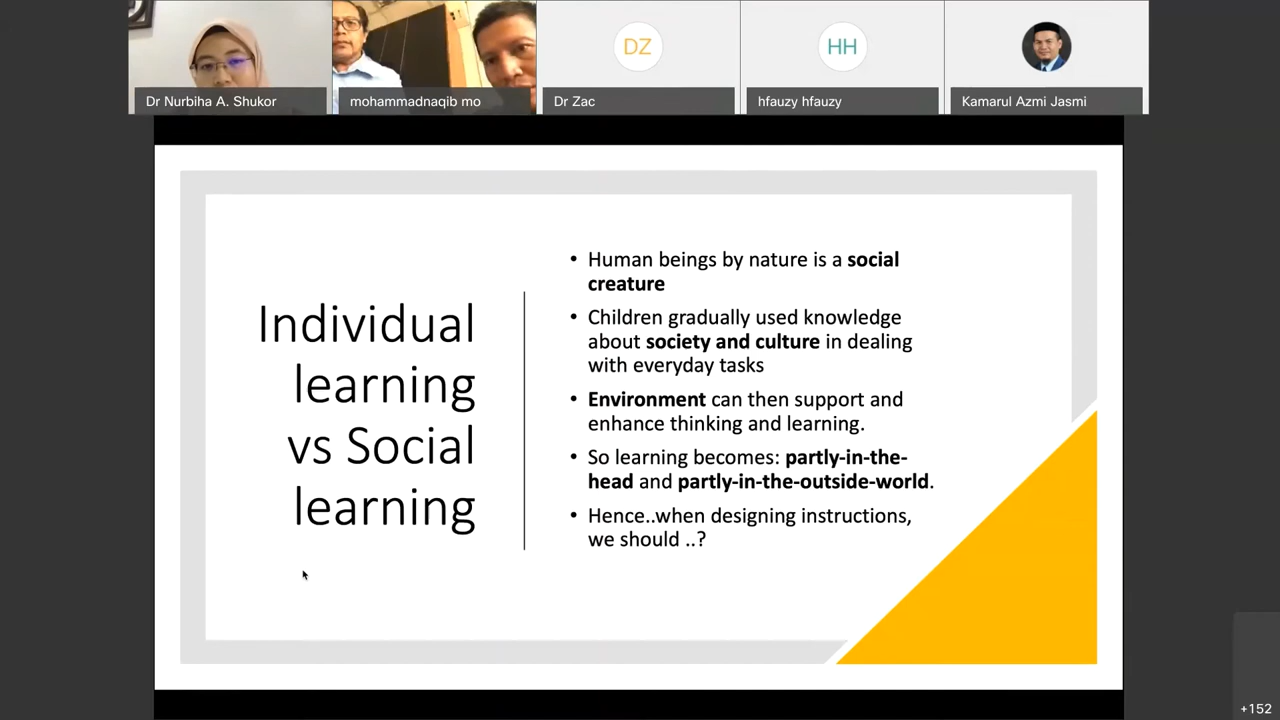 Dr Nurbiha A. Shukor
mohammadnaqib mo
DZ
Dr Zac
HH
hfauzy hfauzy
Kamarul Azmi Jasmi
Individual
learning
vs Social
learning
• Human beings by nature is a social
creature
• Children gradually used knowledge
about society and culture in dealing
with everyday tasks
• Environment can then support and
enhance thinking and learning.
• So learning becomes: partly-in-the-
head and partly-in-the-outside-world.
• Hence..when designing instructions,
we should ..?
+152